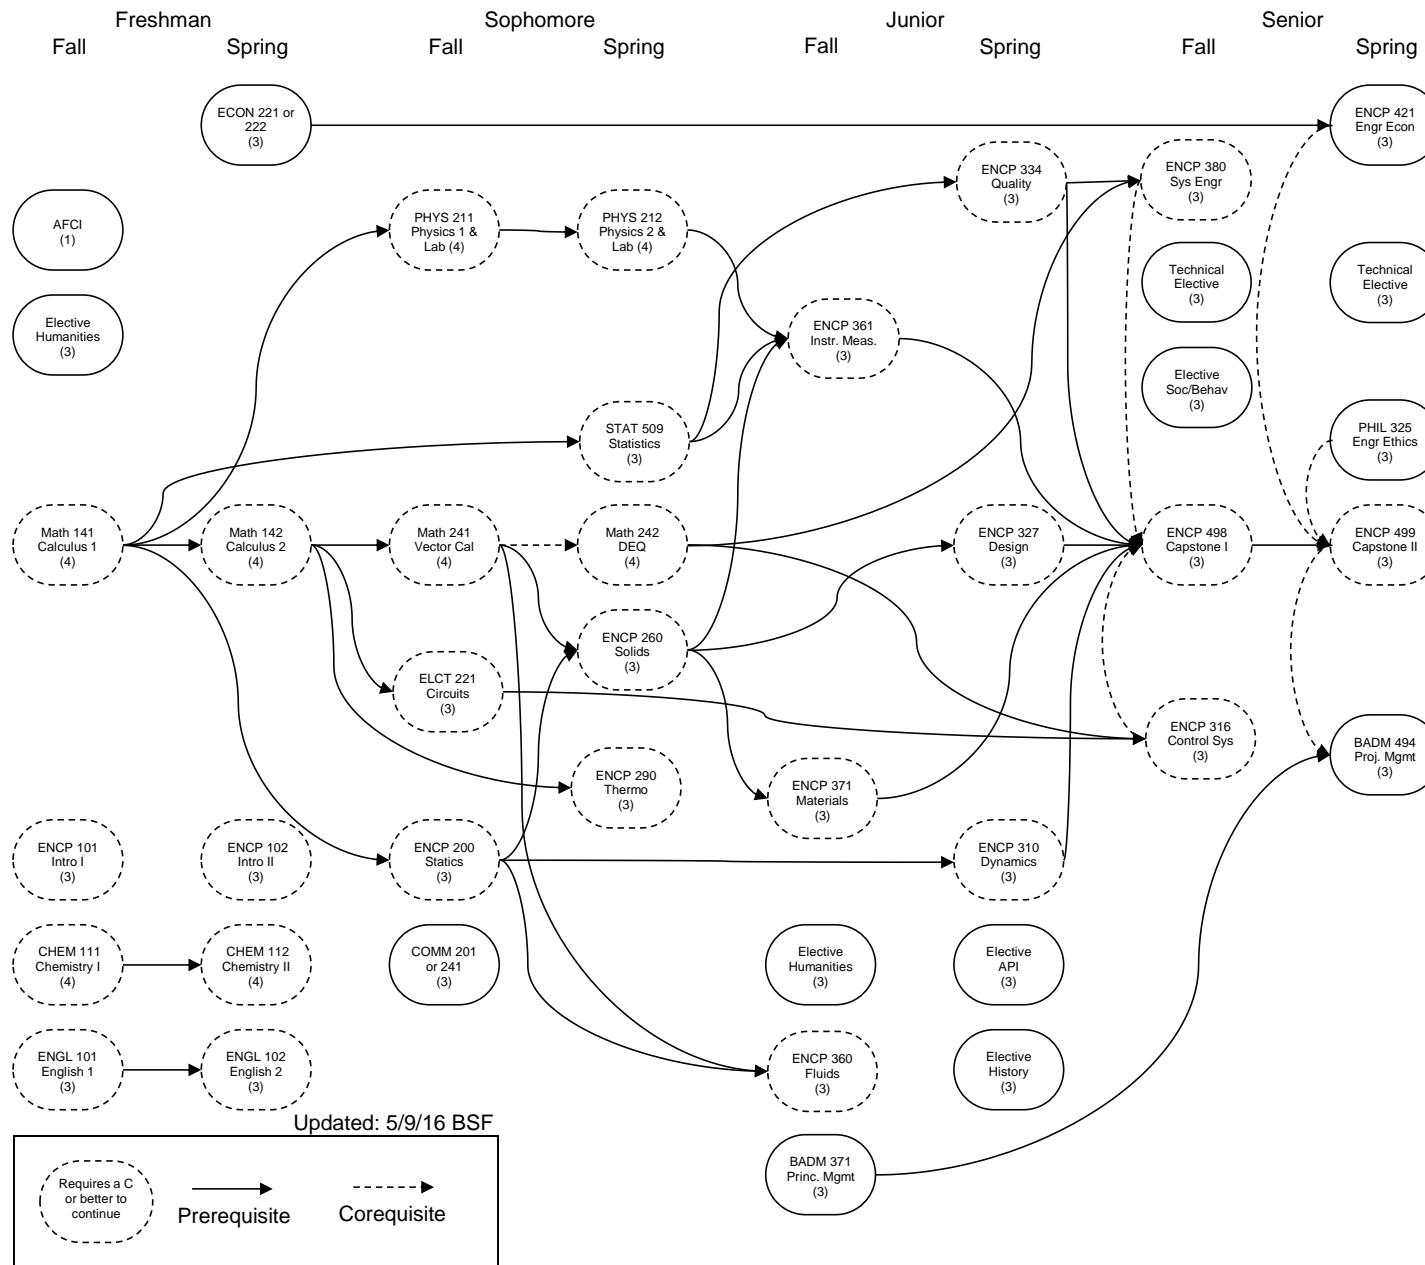 Freshman
Sophomore
Junior
Senior
Fall
Spring
Fall
Spring
Fall
Spring
Fall
Spring
ECON 221 or
222
(3)
ENCP 421
Engr Econ
(3)
ENCP 334
Quality
(3)
ENCP 380
Sys Engr
(3)
AFCI
(1)
PHYS 211
Physics 1 &
Lab (4)
PHYS 212
Physics 2 &
Lab (4)
Technical
Elective
(3)
Technical
Elective
(3)
Elective
Humanities
(3)
ENCP 361
Instr. Meas.
(3)
Elective
Soc/Behav
(3)
STAT 509
Statistics
(3)
PHIL 325
Engr Ethics
(3)
Math 141
Calculus 1
(4)
Math 142
Calculus 2
(4)
Math 241
Vector Cal
(4)
Math 242
DEQ
(4)
ENCP 327
Design
(3)
ENCP 498
Capstone I
(3)
ENCP 499
Capstone II
(3)
ENCP 260
Solids
(3)
ELCT 221
Circuits
(3)
ENCP 316
Control Sys
(3)
BADM 494
Proj. Mgmt
(3)
ENCP 290
Thermo
(3)
ENCP 371
Materials
(3)
ENCP 101
Intro I
(3)
ENCP 102
Intro II
(3)
ENCP 200
Statics
(3)
ENCP 310
Dynamics
(3)
CHEM 111
Chemistry I
(4)
CHEM 112
Chemistry II
(4)
COMM 201
or 241
(3)
Elective
Humanities
(3)
Elective
API
(3)
ENGL 101
English 1
(3)
ENGL 102
English 2
(3)
ENCP 360
Fluids
(3)
Elective
History
(3)
Updated: 5/9/16 BSF
BADM 371
Princ. Mgmt
(3)
Requires a C
or better to
continue
Prerequisite
Corequisite